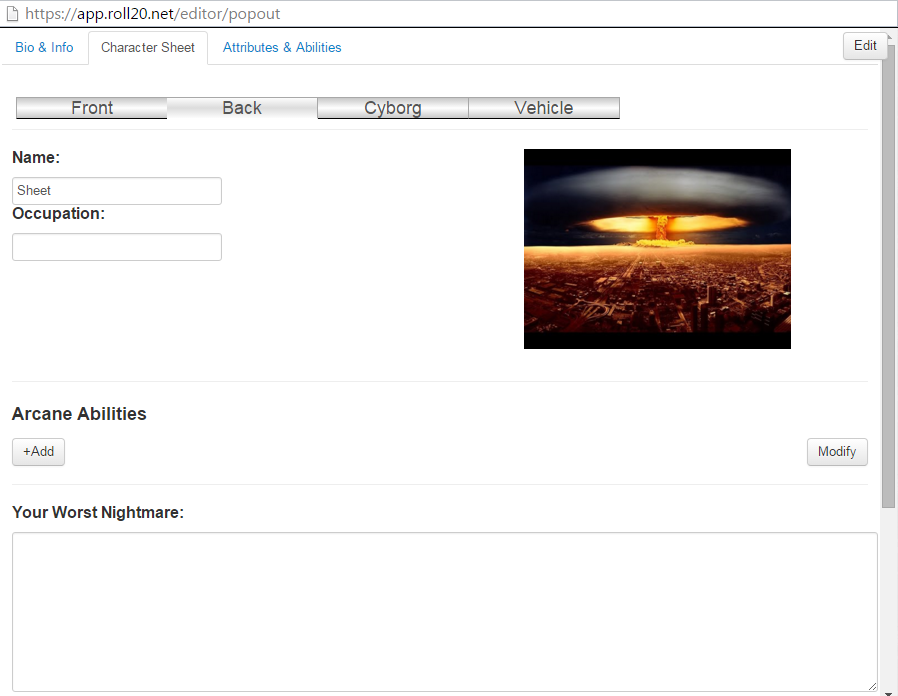 https://app.roll20.net/editor/popout
Bio & Info Character Sheet Attributes & Abilities Edit
Front Back Cyborg Vehicle
Name:
Sheet
Occupation:
Arcane Abilities
+Add Modify
Your Worst Nightmare: